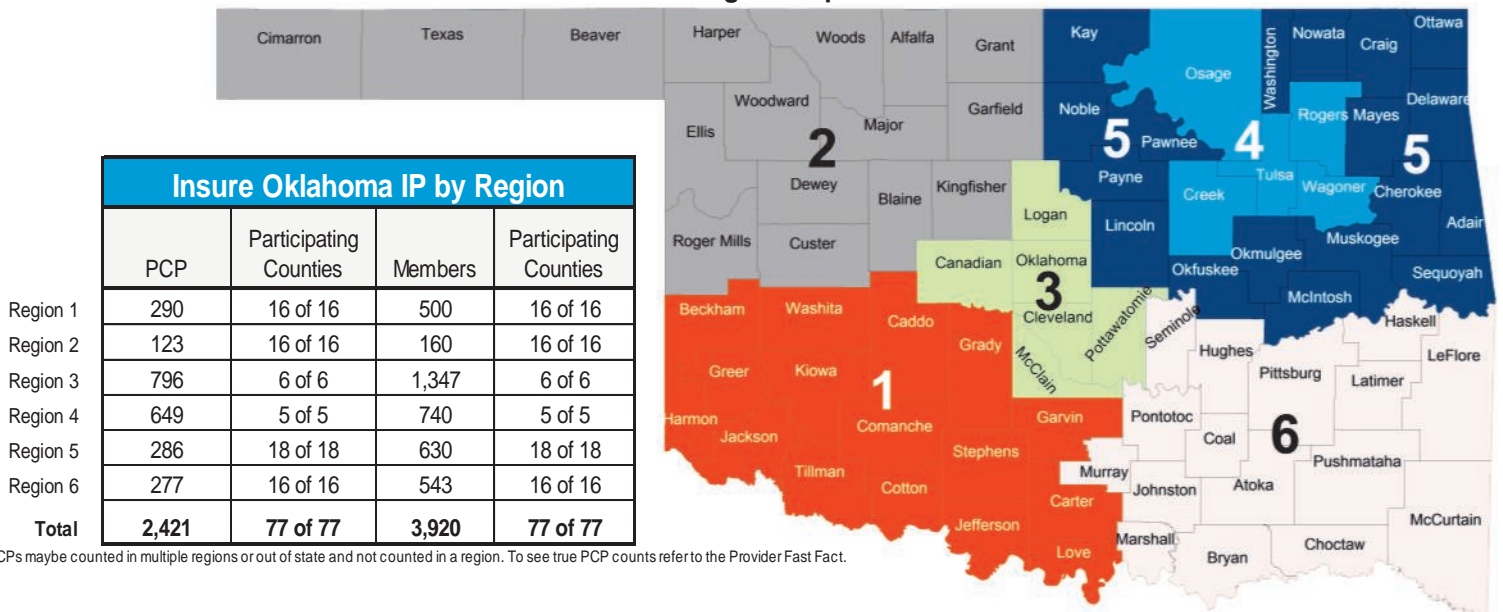 Insure Oklahoma IP by Region
PCP Participating Counties Members Participating Counties
Region 1 290 16 of 16 500 16 of 16
Region 2 123 16 of 16 160 16 of 16
Region 3 796 6 of 6 1,347 6 of 6
Region 4 649 5 of 5 740 5 of 5
Region 5 286 18 of 18 630 18 of 18
Region 6 277 16 of 16 543 16 of 16
Total 2,421 77 of 77 3,920 77 of 77
CPs maybe counted in multiple regions or out of state and not counted in a region. To see true PCP counts refer to the Provider Fast Fact.
Cimarron
Texas
Beaver
Harper
Woods
Alfalfa
Grant
Woodward
Garfield
Ellis
Major
2
Dewey
Blaine
Kingfisher
Roger Mills
Custer
Kay
Noble
5
Pawnee
Payne
Lincoln
Osage
Washington
4
Rogers
Tulsa
Creek
Wagoner
Nowata
Craig
Ottawa
Delaware
Mayes
5
Cherokee
Adair
Muskogee
Okmulgee
Okfuskee
McIntosh
Sequoyah
Logan
Canadian
Oklahoma
3
Cleveland
Pottawatomie
McClain
Beckham
Washita
Caddo
Grady
Greer
Kiowa
1
Harmon
Jackson
Comanche
Garvin
Stephens
Tillman
Cotton
Carter
Jefferson
Love
Seminole
Hughes
Haskell
LeFlore
Pittsburg
Latimer
Pontotoc
Coal
6
Murray
Pushmataha
Johnston
Atoka
McCurtain
Marshall
Bryan
Choctaw